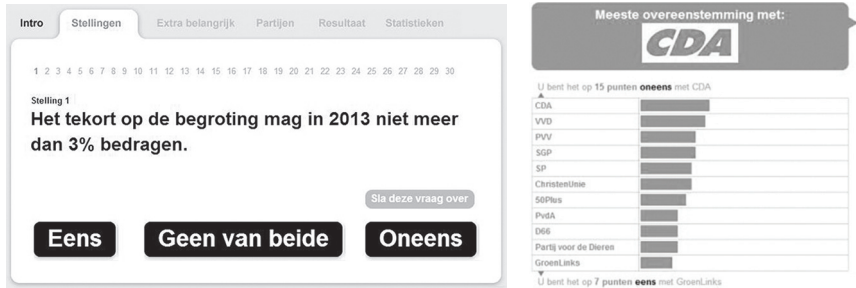 Intro
Stellingen
Extra belangrijk
Partijen
Resultaat
Statistieken
1 2 3 4 5 6 7 8 9 10 11 12 13 14 15 16 17 18 19 20 21 22 23 24 25 26 27 28 29 30
Stelling 1
Het tekort op de begroting mag in 2013 niet meer
dan 3% bedragen.
Sla deze vraag over
Eens
Geen van beide
Oneens
Meeste overeenstemming met:
CDA
U bent het op 15 punten oneens met CDA
CDA
VVD
PVV
SGP
SP
ChristenUnie
50Plus
PvdA
D66
Partij voor de Dieren
GroenLinks
U bent het op 7 punten eens met GroenLinks